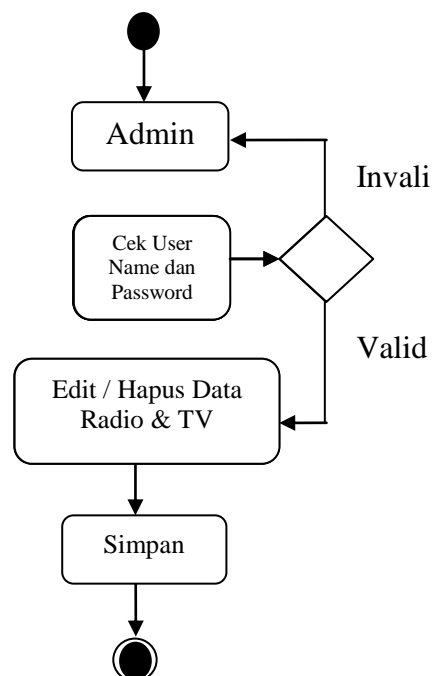 Admin
Invali
Cek User
Name dan
Password
Valid
Edit / Hapus Data
Radio & TV
Simpan